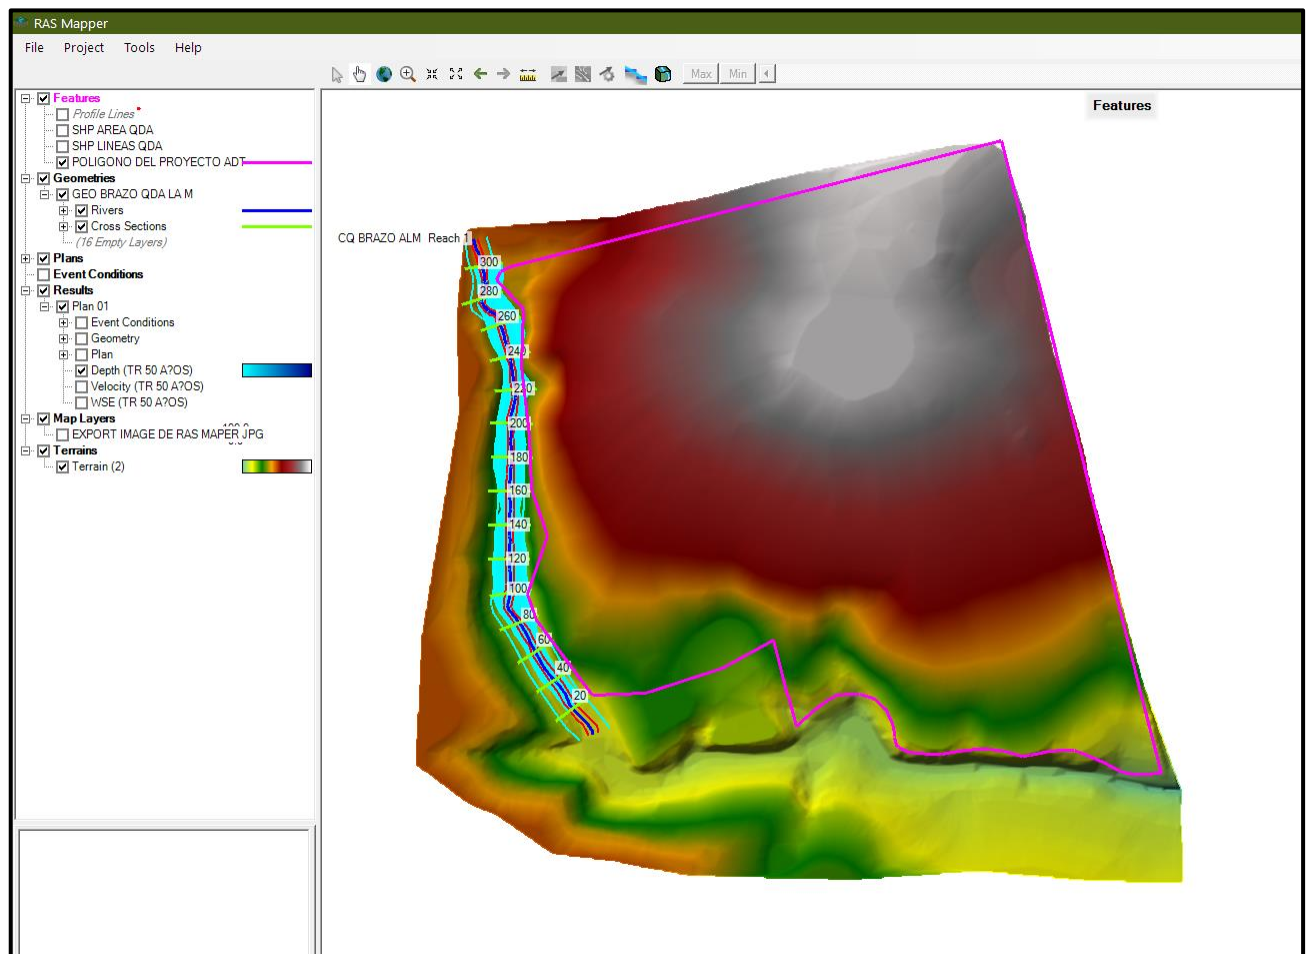 RAS Mapper
File Project Tools Help
Max Min
Features
Profile Lines
SHP AREA QDA
SHP LINEAS QDA
POLIGONO DEL PROYECTO ADT
Geometries
GEO BRAZO QDA LA M
Rivers
Cross Sections
(16 Empty Layers)
Plans
Event Conditions
Results
Plan 01
Event Conditions
Geometry
Plan
Depth (TR 50 A?OS)
Velocity (TR 50 A?OS)
WSE (TR 50 A?OS)
Map Layers
EXPORT IMAGE DE RAS MAPER JPG
Terrains
Terrain (2)
Features
CQ BRAZO ALM Reach 1
300
280
260
240
220
200
180
160
140
120
100
80
60
40
20